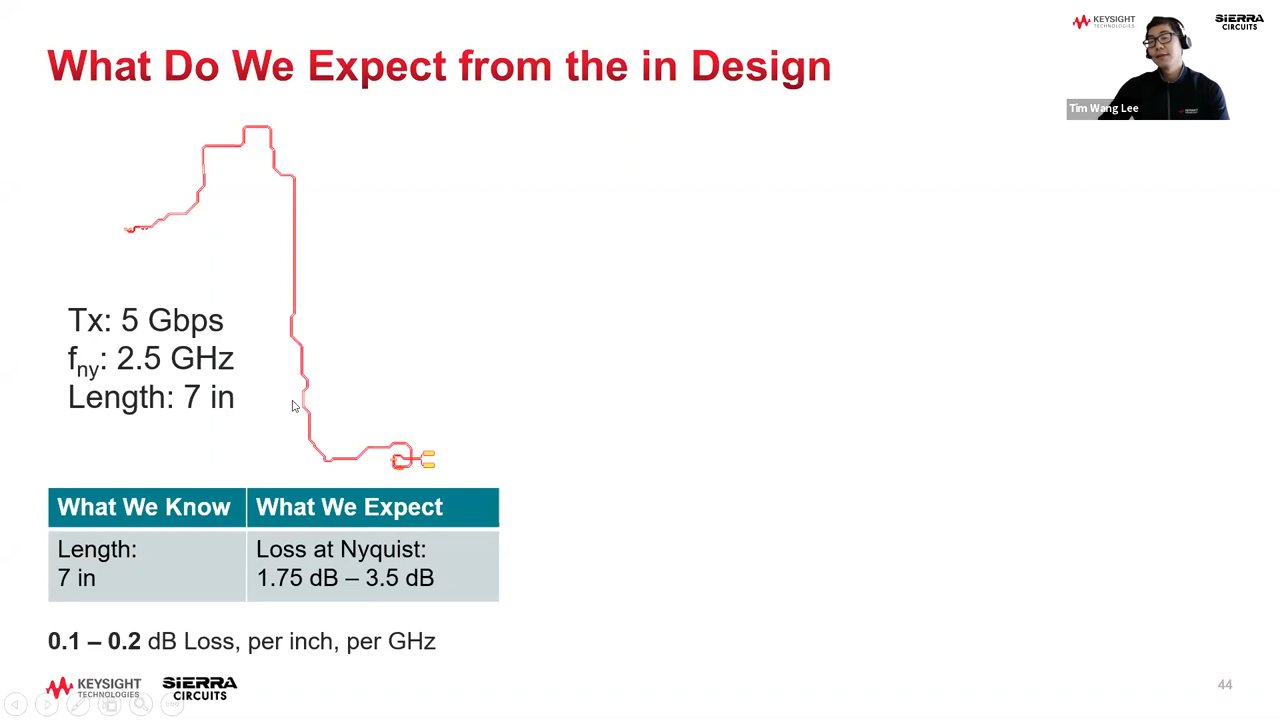 KEYSIGHT
TECHNOLOGIES
SIERRA
CIRCUITS
What Do We Expect from the in Design
Tim Wang Lee
Tx: 5 Gbps
fny: 2.5 GHz
Length: 7 in
What We Know
What We Expect
Length:
7 in
Loss at Nyquist:
1.75 dB – 3.5 dB
0.1 – 0.2 dB Loss, per inch, per GHz
KEYSIGHT
TECHNOLOGIES
SIERRA
CIRCUITS
44